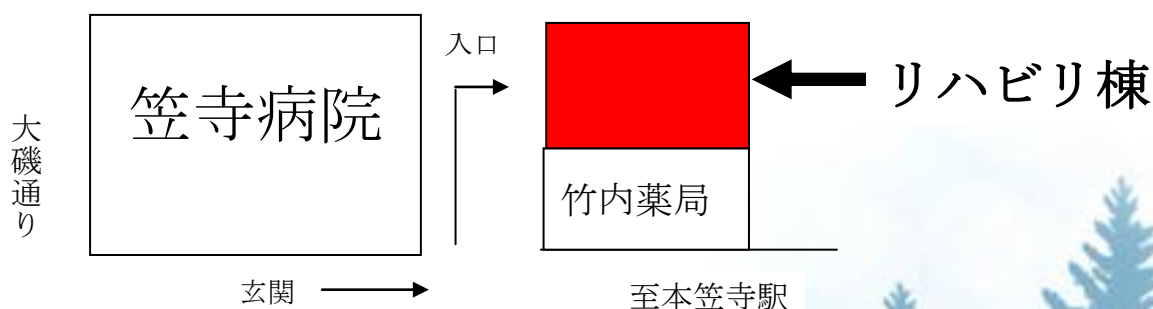 大磯通り
笠寺病院
入口
リハビリ棟
竹内薬局
玄関
至本笠寺駅